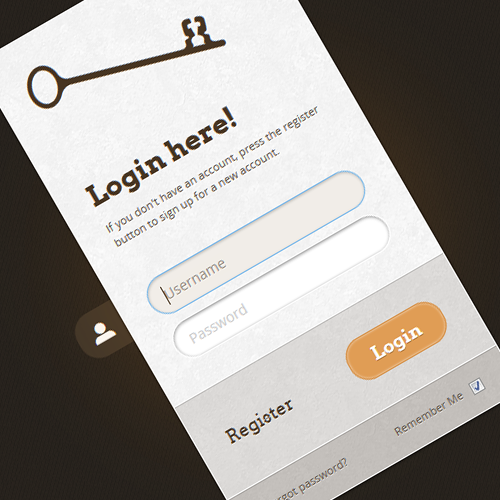 Login here!
If you don't have an account, press the register
button to sign up for a new account.
Username
Password
Login
Register
Remember Me
rgot password?